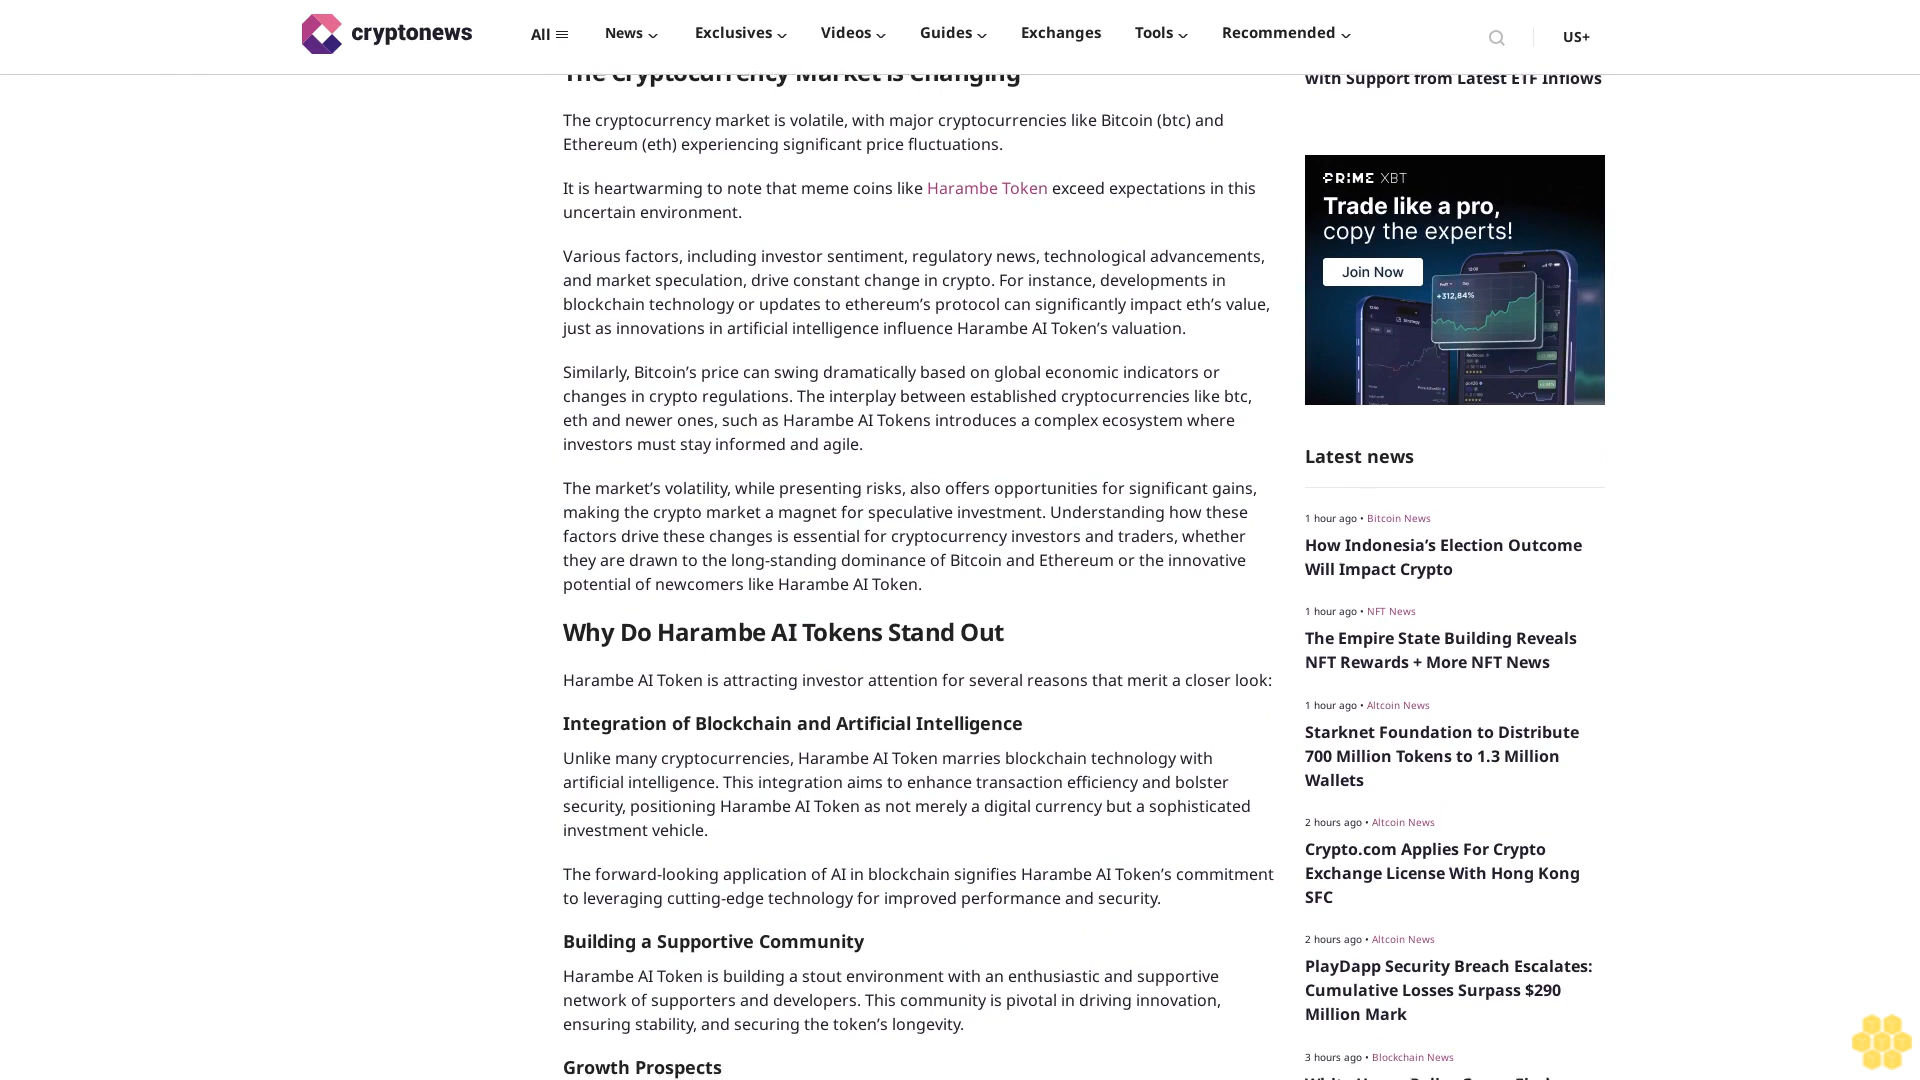 cryptonews
All
News
Exclusives
Videos
Guides
Exchanges
Tools
Recommended
US+
The Cryptocurrency Market is Changing
The cryptocurrency market is volatile, with major cryptocurrencies like Bitcoin (btc) and
Ethereum (eth) experiencing significant price fluctuations.
It is heartwarming to note that meme coins like Harambe Token exceed expectations in this
uncertain environment.
Various factors, including investor sentiment, regulatory news, technological advancements,
and market speculation, drive constant change in crypto. For instance, developments in
blockchain technology or updates to ethereum’s protocol can significantly impact eth’s value,
just as innovations in artificial intelligence influence Harambe AI Token’s valuation.
Similarly, Bitcoin’s price can swing dramatically based on global economic indicators or
changes in crypto regulations. The interplay between established cryptocurrencies like btc,
eth and newer ones, such as Harambe AI Tokens introduces a complex ecosystem where
investors must stay informed and agile.
The market’s volatility, while presenting risks, also offers opportunities for significant gains,
making the crypto market a magnet for speculative investment. Understanding how these
factors drive these changes is essential for cryptocurrency investors and traders, whether
they are drawn to the long-standing dominance of Bitcoin and Ethereum or the innovative
potential of newcomers like Harambe AI Token.
Why Do Harambe AI Tokens Stand Out
Harambe AI Token is attracting investor attention for several reasons that merit a closer look:
Integration of Blockchain and Artificial Intelligence
Unlike many cryptocurrencies, Harambe AI Token marries blockchain technology with
artificial intelligence. This integration aims to enhance transaction efficiency and bolster
security, positioning Harambe AI Token as not merely a digital currency but a sophisticated
investment vehicle.
The forward-looking application of AI in blockchain signifies Harambe AI Token’s commitment
to leveraging cutting-edge technology for improved performance and security.
Building a Supportive Community
Harambe AI Token is building a stout environment with an enthusiastic and supportive
network of supporters and developers. This community is pivotal in driving innovation,
ensuring stability, and securing the token’s longevity.
Growth Prospects
with Support from Latest ETF Inflows
PRIME XBT
Trade like a pro,
copy the experts!
Join Now
+312,84%
Latest news
1 hour ago • Bitcoin News
How Indonesia’s Election Outcome
Will Impact Crypto
1 hour ago • NFT News
The Empire State Building Reveals
NFT Rewards + More NFT News
1 hour ago • Altcoin News
Starknet Foundation to Distribute
700 Million Tokens to 1.3 Million
Wallets
2 hours ago • Altcoin News
Crypto.com Applies For Crypto
Exchange License With Hong Kong
SFC
2 hours ago • Altcoin News
PlayDapp Security Breach Escalates:
Cumulative Losses Surpass $290
Million Mark
3 hours ago • Blockchain News